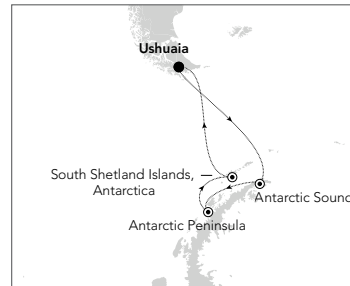 Ushuaia
South Shetland Islands,
Antarctica
Antarctic Sound
Antarctic Peninsula